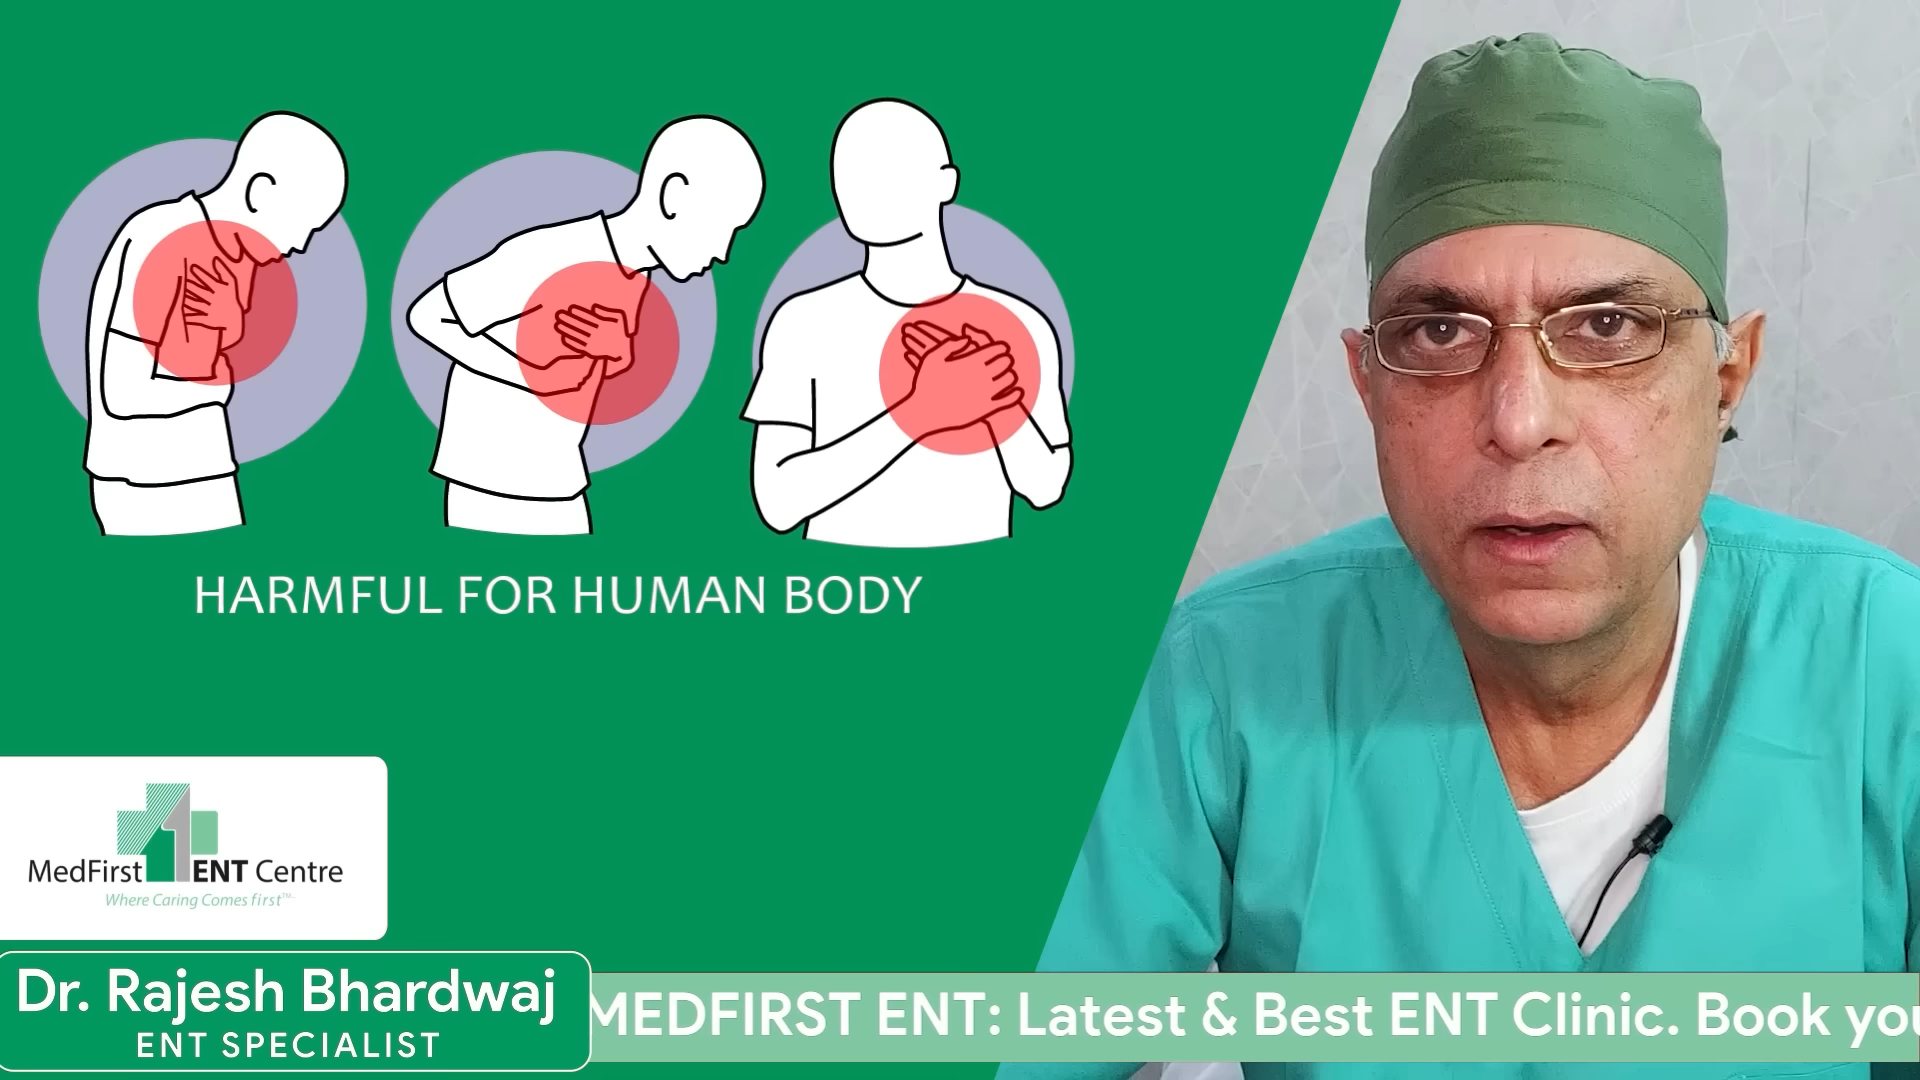 HARMFUL FOR HUMAN BODY
MedFirst ENT Centre
Where Caring Comes first™
Dr. Rajesh Bhardwaj
ENT SPECIALIST
MEDFIRST ENT: Latest & Best ENT Clinic. Book you